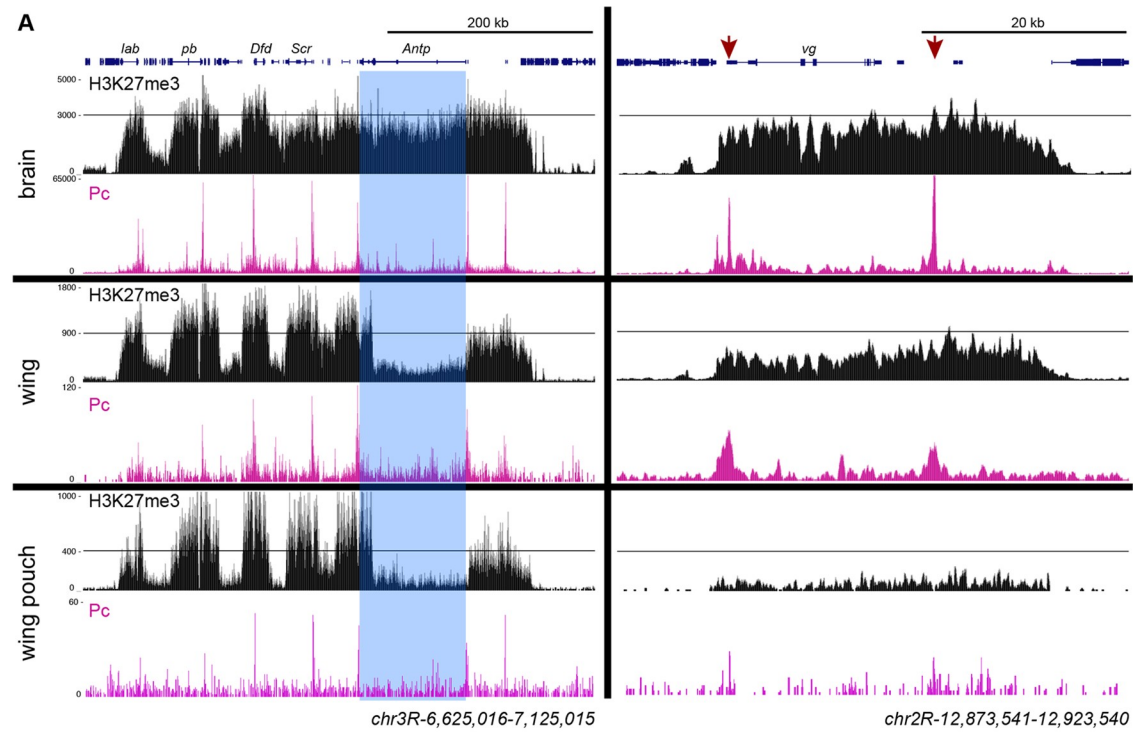 A
200 kb
20 kb
lab pb Dfd Scr Antp
vg
brain
H3K27me3
5000
3000
0
65000
Pc
0
wing
H3K27me3
1800
900
0
120
Pc
0
wing pouch
H3K27me3
1000
400
0
60
Pc
0
chr3R-6,625,016-7,125,015
chr2R-12,873,541-12,923,540